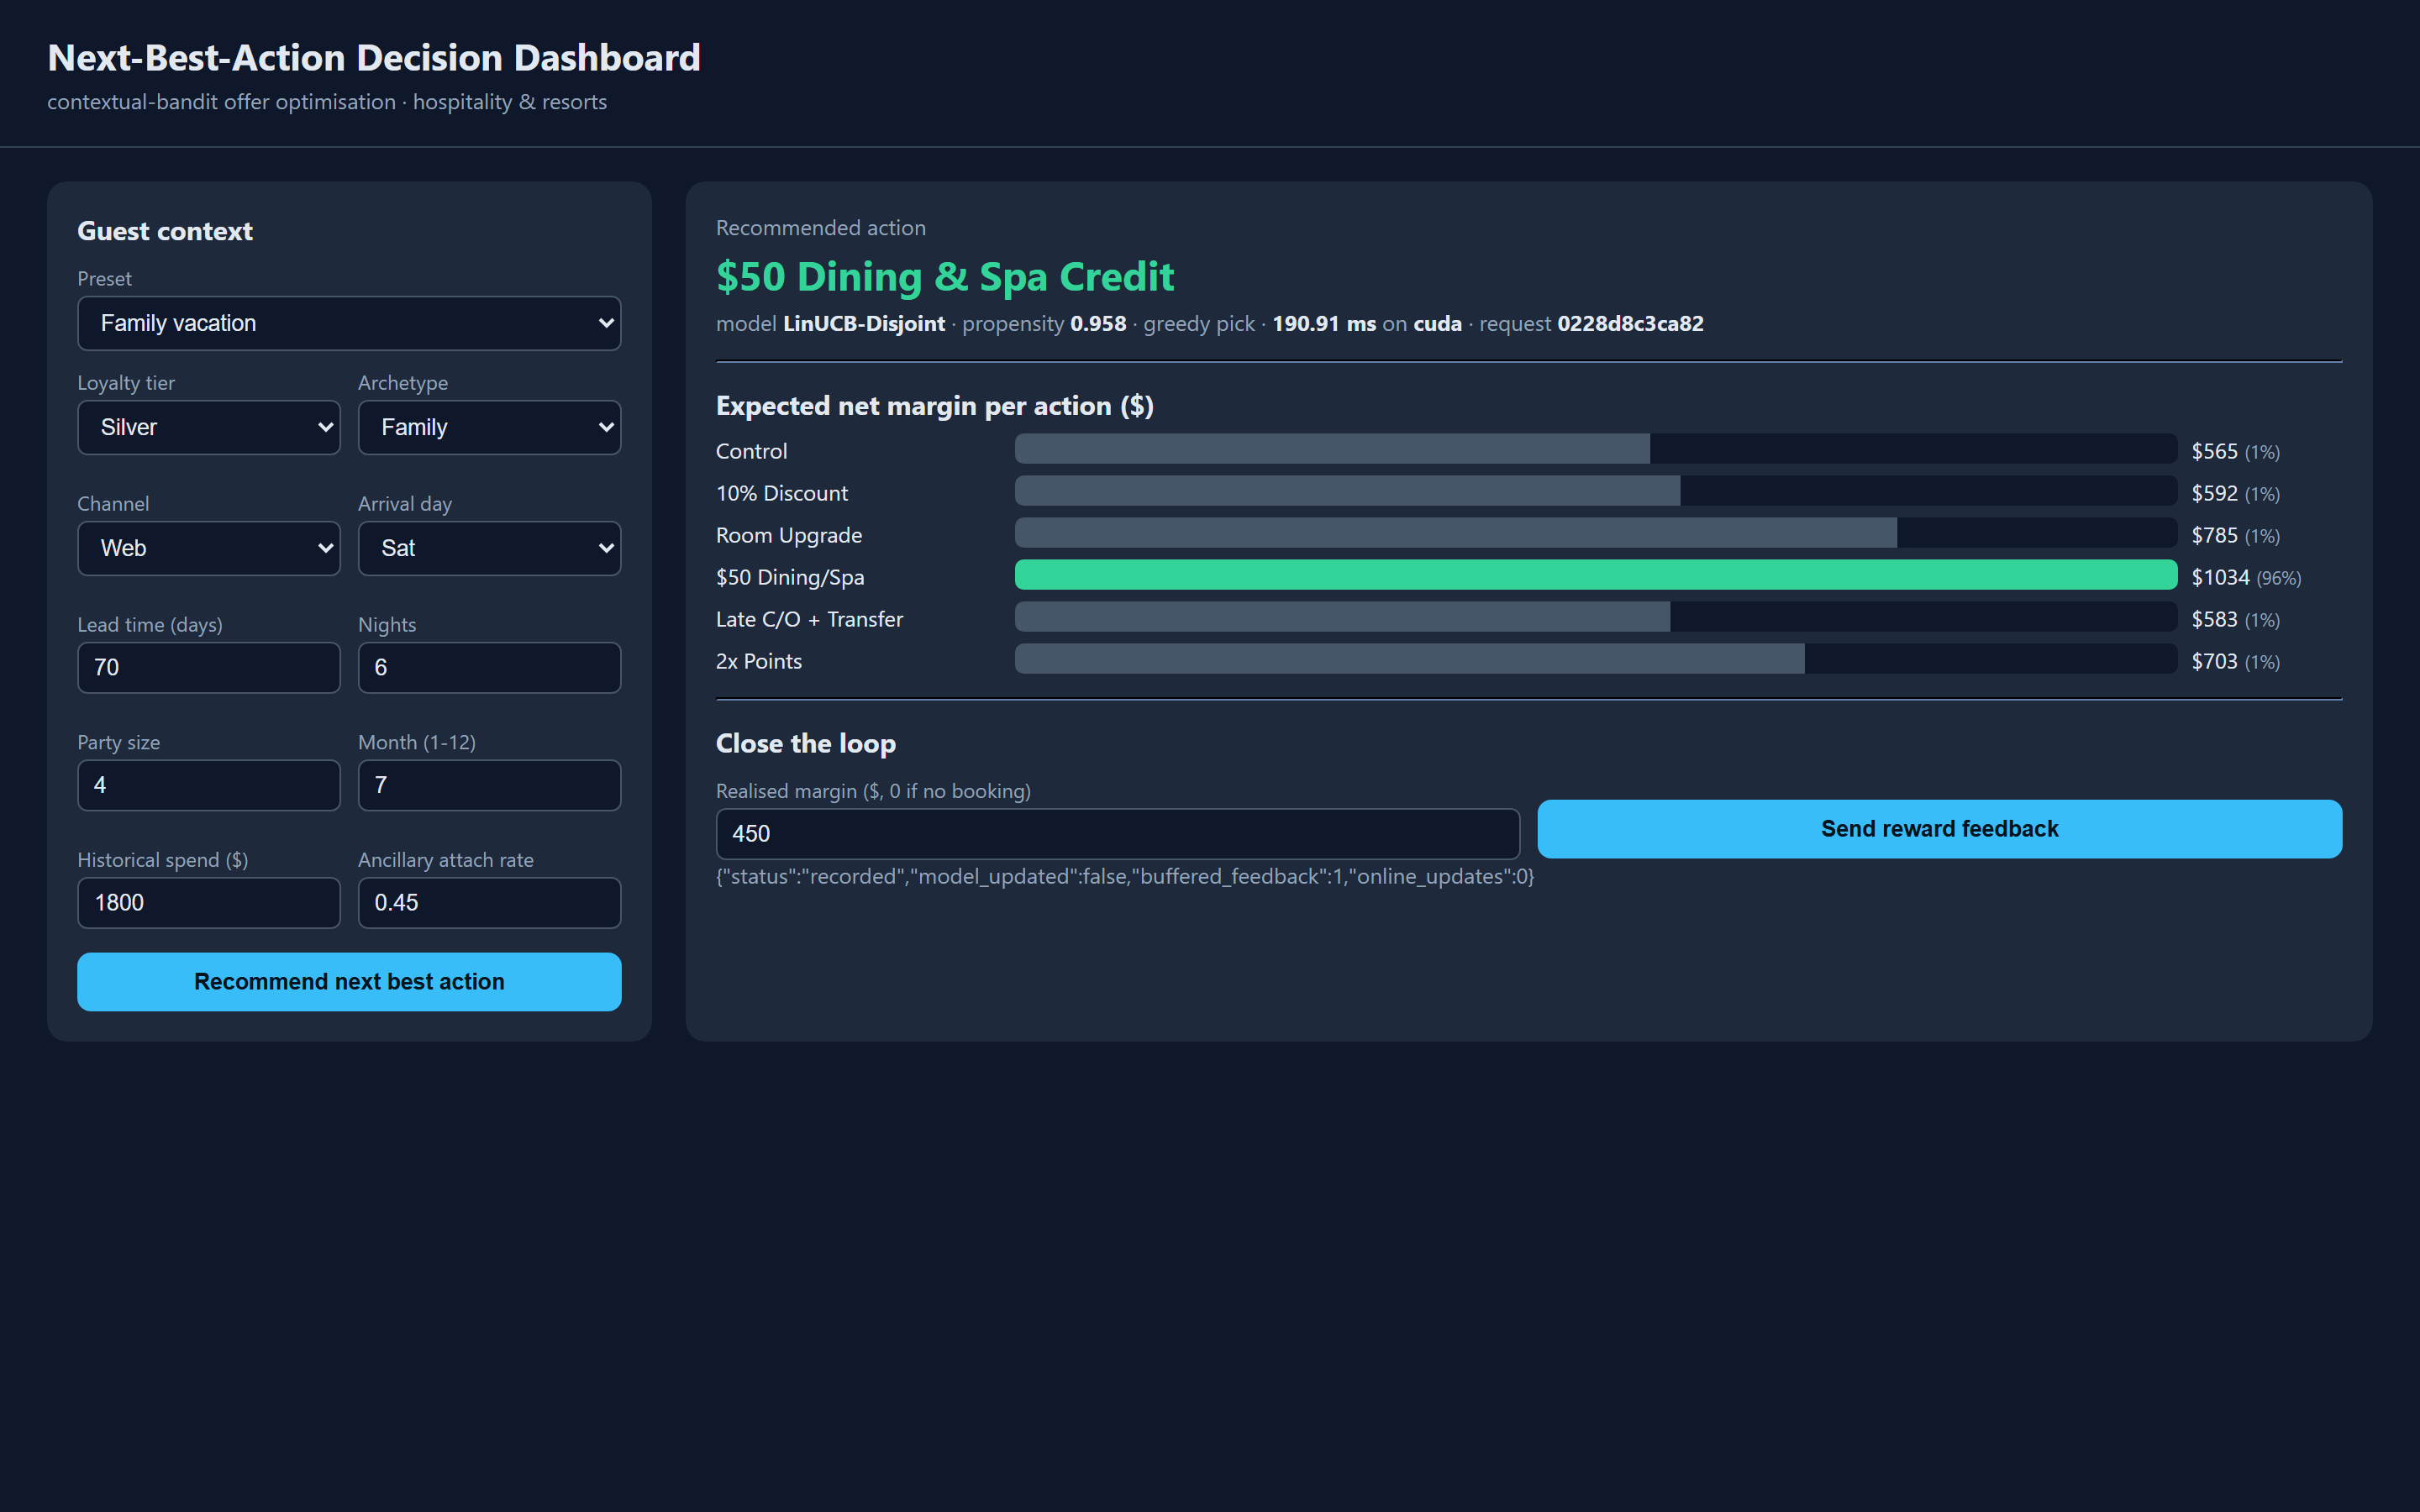 Next-Best-Action Decision Dashboard
contextual-bandit offer optimisation · hospitality & resorts
Guest context
Preset
Family vacation
Loyalty tier
Archetype
Silver
Family
Channel
Arrival day
Web
Sat
Lead time (days)
Nights
70
6
Party size
Month (1-12)
4
7
Historical spend ($)
Ancillary attach rate
1800
0.45
Recommend next best action
Recommended action
$50 Dining & Spa Credit
model LinUCB-Disjoint · propensity 0.958 · greedy pick · 190.91 ms on cuda · request 0228d8c3ca82
Expected net margin per action ($)
Control $565 (1%)
10% Discount $592 (1%)
Room Upgrade $785 (1%)
$50 Dining/Spa $1034 (96%)
Late C/O + Transfer $583 (1%)
2x Points $703 (1%)
Close the loop
Realised margin ($, 0 if no booking)
450
Send reward feedback
{"status":"recorded","model_updated":false,"buffered_feedback":1,"online_updates":0}